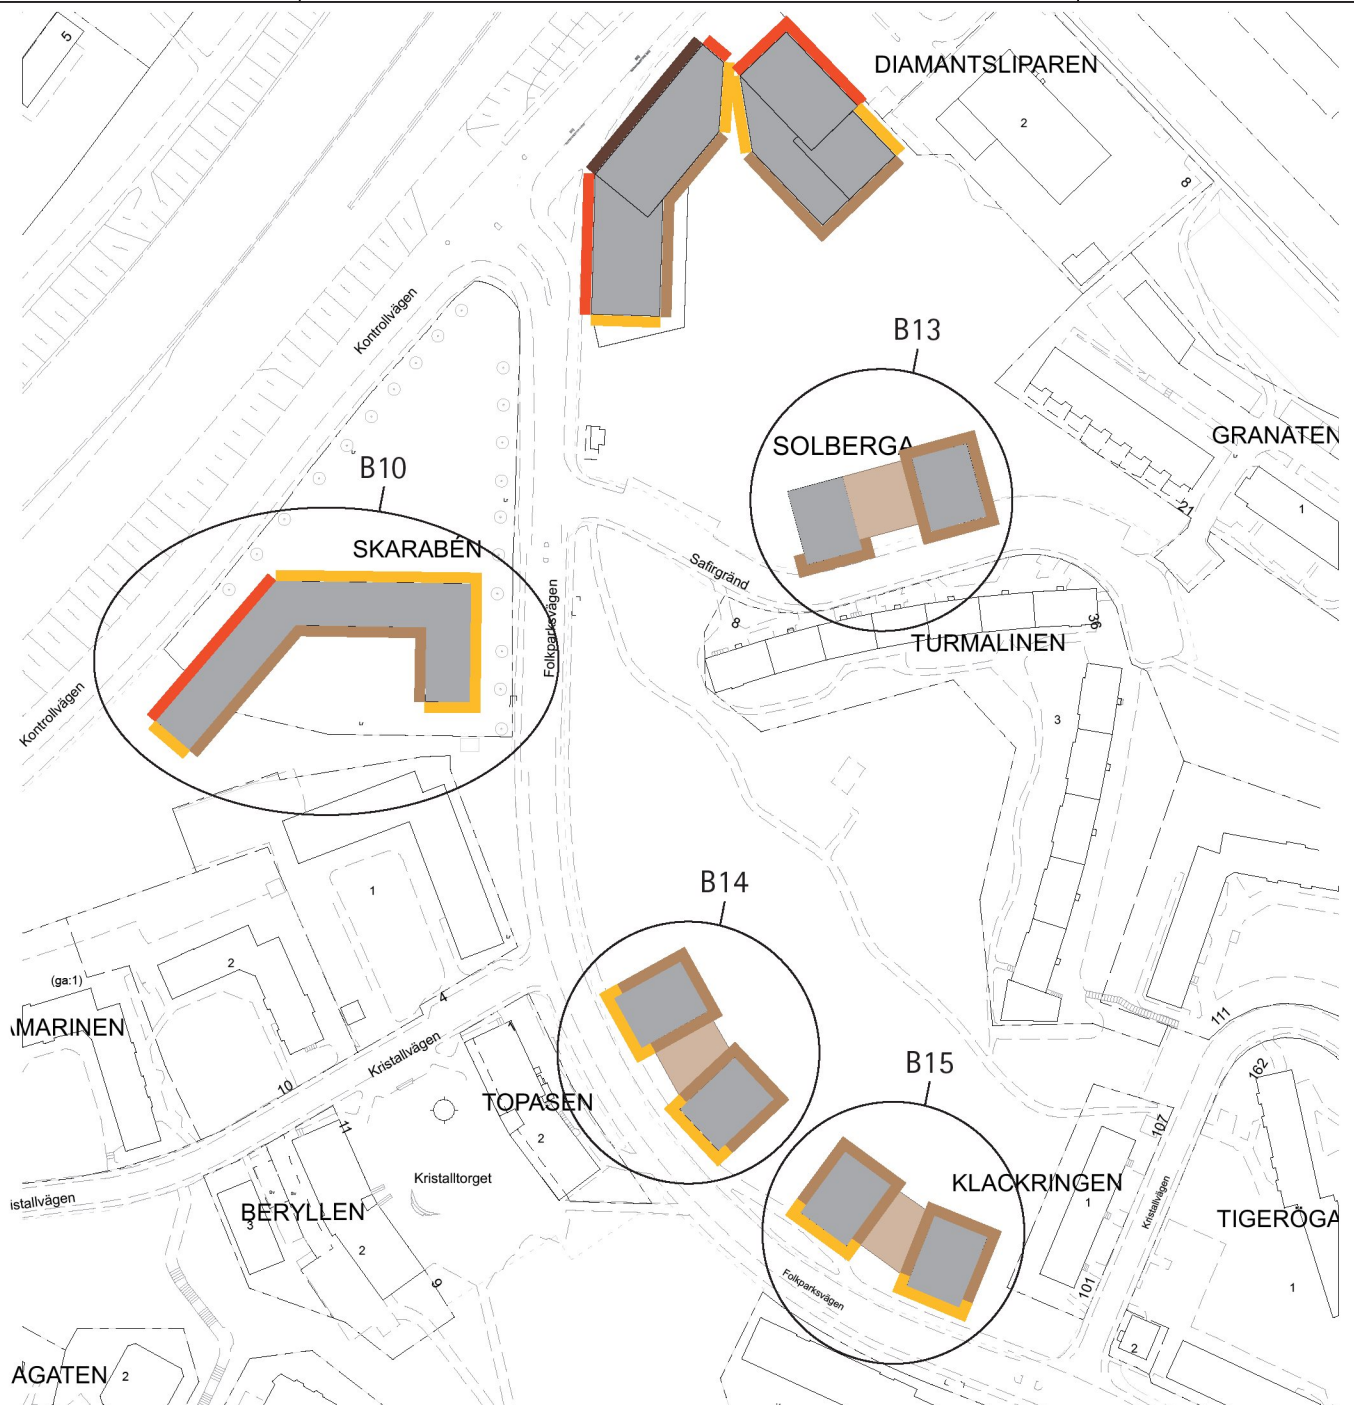 5
DIAMANTSLIPAREN
2
8
Kontrollvägen
B13
SOLBERGA
GRANATEN
B10
21
1
SKARABÉN
Safirgränd
8
36
TURMALINEN
Folkparksvägen
Kontrollvägen
3
B14
1
2
(ga:1)
4
1
111
AMARINEN
Kristallvägen
B15
162
10
TOPASEN
2
107
11
Kristalltorget
KLACKRINGEN
1
istallvägen
BERYLLEN
3
Kristallvägen
TIGERÖGA
2
9
Folkparksvägen
101
1
2
AGATEN
2